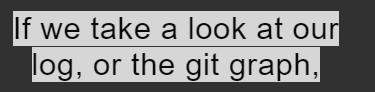 If we take a look at our
log, or the git graph,